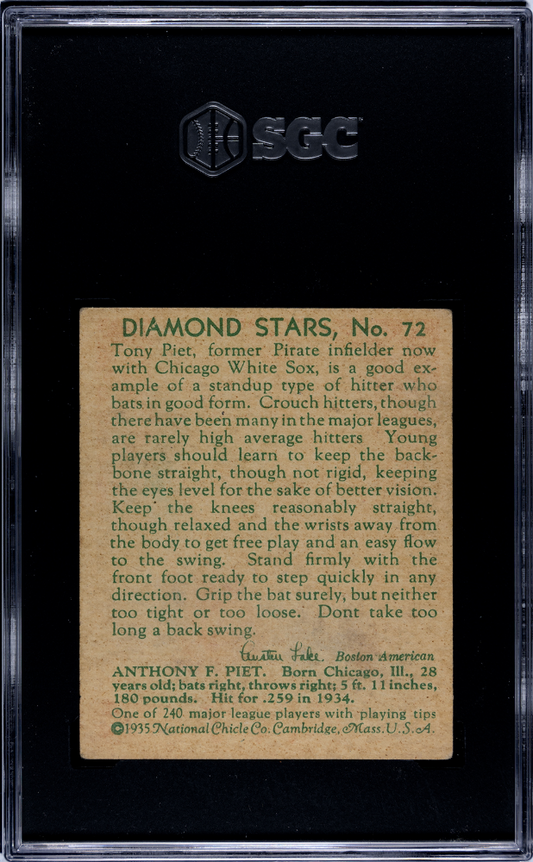 SGC
DIAMOND STARS, No. 72
Tony Piet, former Pirate infielder now
with Chicago White Sox, is a good ex-
ample of a standup type of hitter who
bats in good form. Crouch hitters, though
there have been many in the major leagues,
are rarely high average hitters Young
players should learn to keep the back-
bone straight, though not rigid, keeping
the eyes level for the sake of better vision.
Keep the knees reasonably straight,
though relaxed and the wrists away from
the body to get free play and an easy flow
to the swing. Stand firmly with the
front foot ready to step quickly in any
direction. Grip the bat surely, but neither
too tight or too loose. Dont take too
long a back swing.
Austen Lake. Boston American
ANTHONY F. PIET. Born Chicago, Ill., 28
years old; bats right, throws right; 5 ft. 11 inches,
180 pounds. Hit for .259 in 1934.
One of 240 major league players with playing tips
©1935 National Chicle Co. Cambridge, Mass. U.S.A.